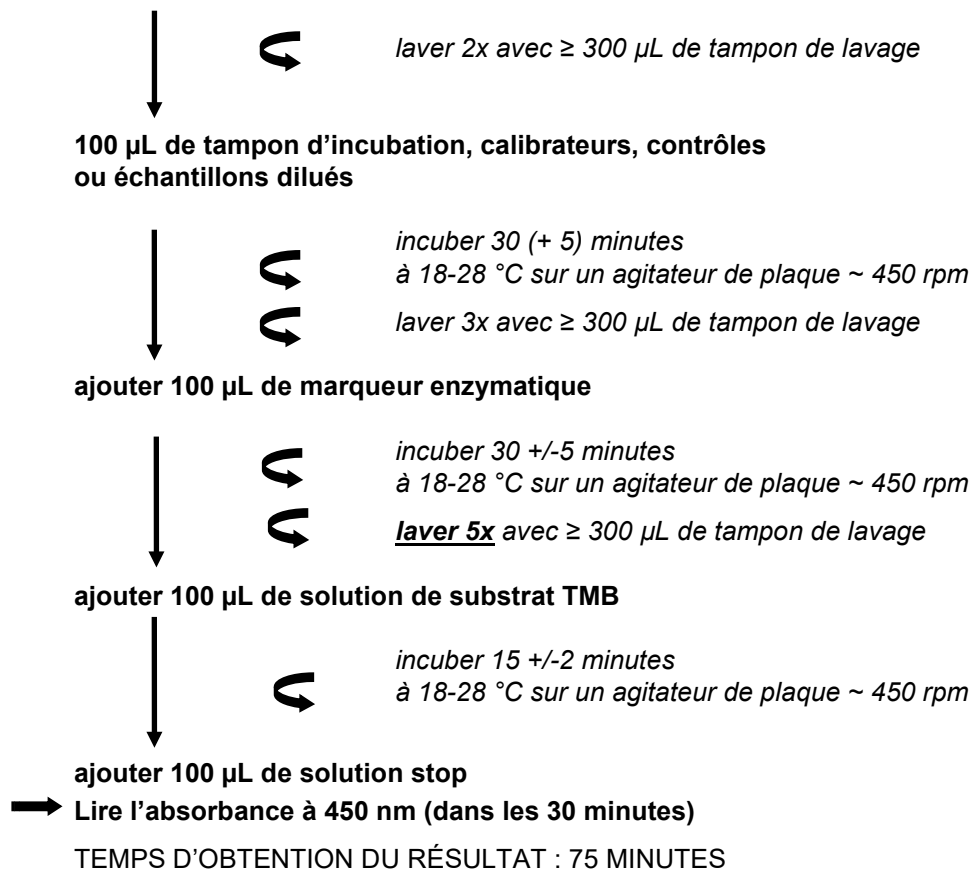 laver 2x avec ≥ 300 µL de tampon de lavage
100 µL de tampon d'incubation, calibrateurs, contrôles
ou échantillons dilués
incuber 30 (+ 5) minutes
à 18-28 °C sur un agitateur de plaque ~ 450 rpm
laver 3x avec ≥ 300 µL de tampon de lavage
ajouter 100 µL de marqueur enzymatique
incuber 30 +/-5 minutes
à 18-28 °C sur un agitateur de plaque ~ 450 rpm
laver 5x avec ≥ 300 µL de tampon de lavage
ajouter 100 µL de solution de substrat TMB
incuber 15 +/-2 minutes
à 18-28 °C sur un agitateur de plaque ~ 450 rpm
ajouter 100 µL de solution stop
Lire l'absorbance à 450 nm (dans les 30 minutes)
TEMPS D'OBTENTION DU RÉSULTAT : 75 MINUTES